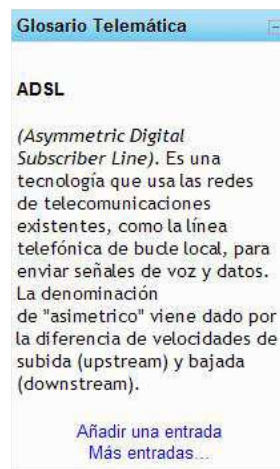 Glosario Telemática
ADSL
(Asymmetric Digital
Subscriber Line). Es una
tecnología que usa las redes
de telecomunicaciones
existentes, como la línea
telefónica de bucle local, para
enviar señales de voz y datos.
La denominación
de "asimetrico" viene dado por
la diferencia de velocidades de
subida (upstream) y bajada
(downstream).
Añadir una entrada
Más entradas...